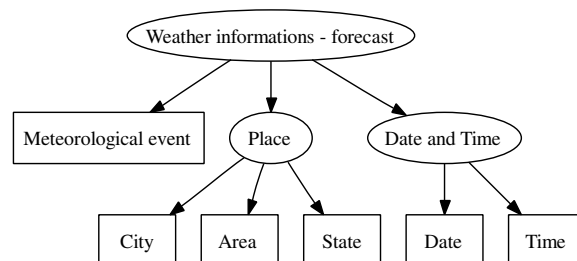 Weather informations - forecast
Meteorological event
Place
Date and Time
City
Area
State
Date
Time